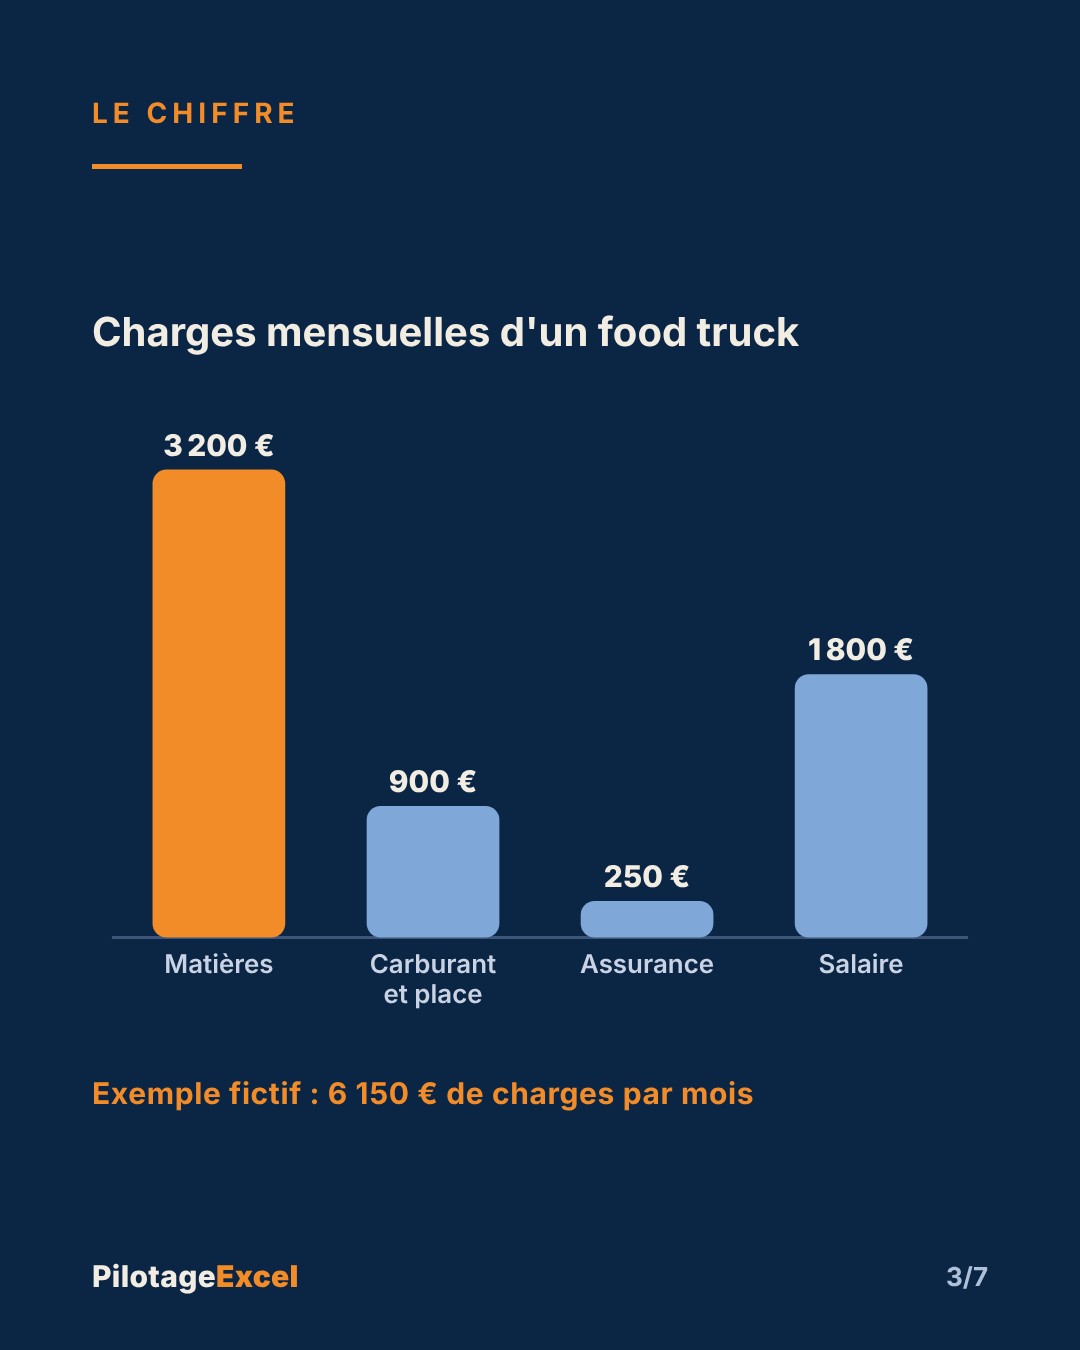 LE CHIFFRE
Charges mensuelles d'un food truck
3 200 €
900 €
250 €
1 800 €
Matières
Carburant
et place
Assurance
Salaire
Exemple fictif : 6 150 € de charges par mois
PilotageExcel
3/7